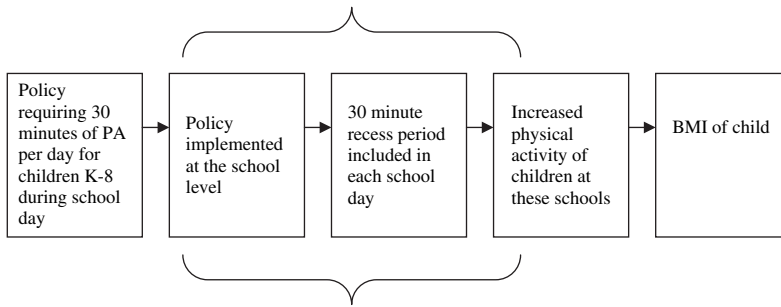 Policy
requiring 30
minutes of PA
per day for
children K-8
during school
day
Policy
implemented
at the school
level
30 minute
recess period
included in
each school
day
Increased
physical
activity of
children at
these schools
BMI of child